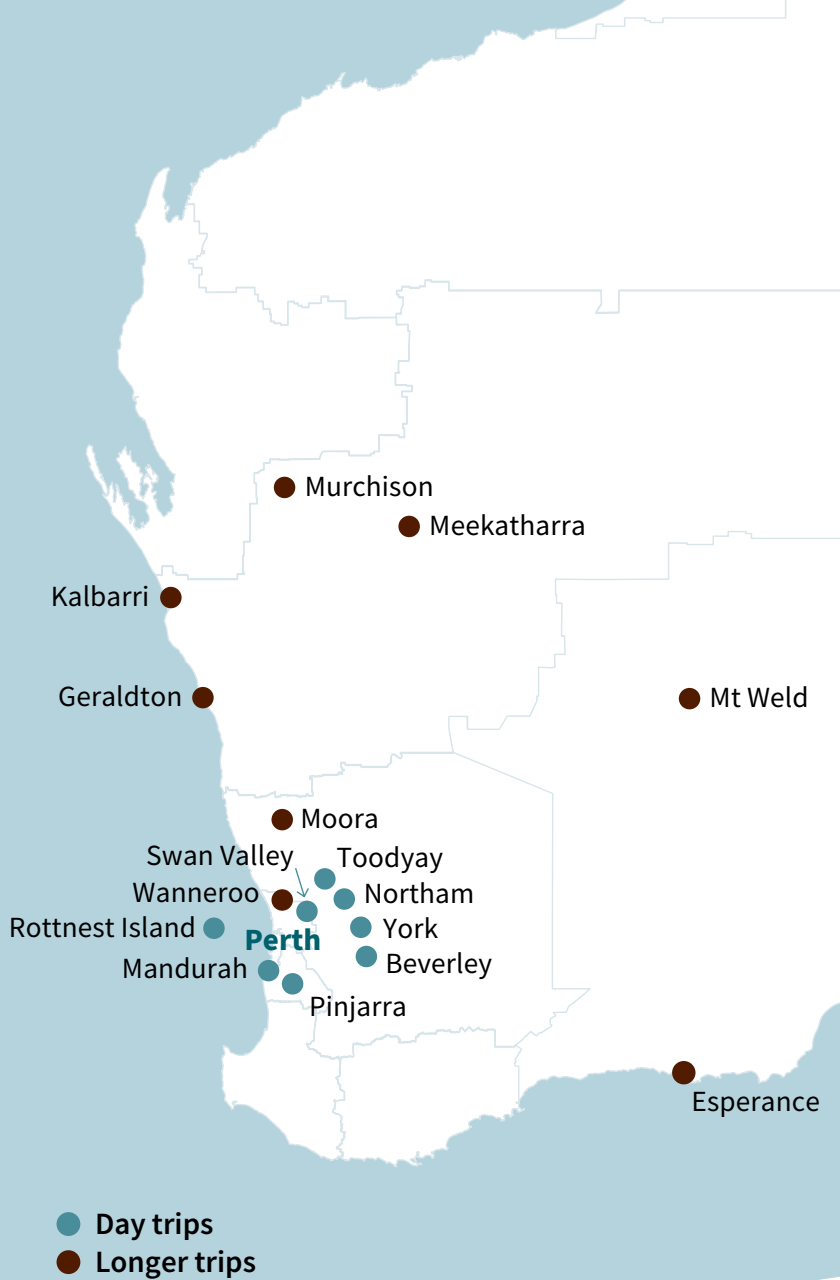 Murchison
Meekatharra
Kalbarri
Geraldton
Mt Weld
Moora
Swan Valley
Toodyay
Wanneroo
Northam
Rottnest Island
York
Perth
Mandurah
Beverley
Pinjarra
Esperance
Day trips
Longer trips